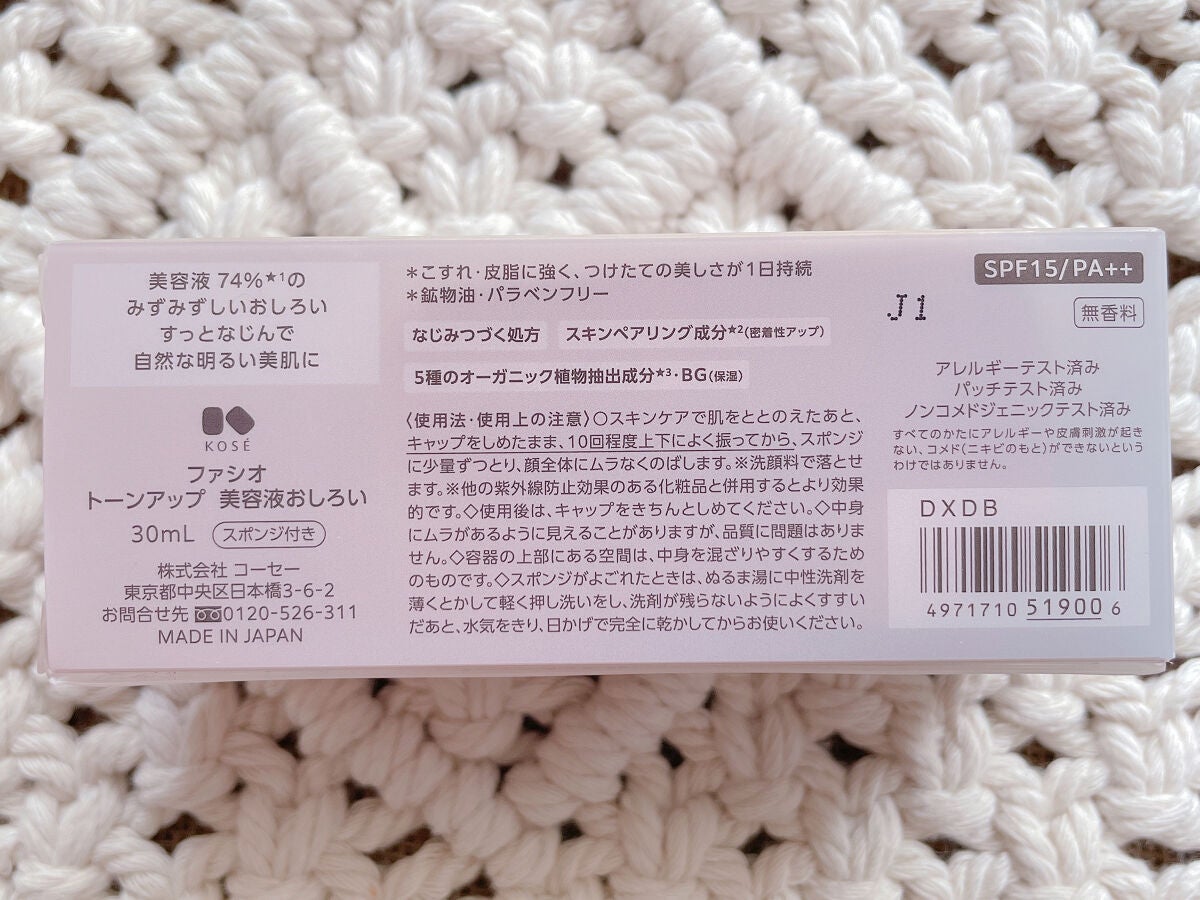 美容液 74%★1の
みずみずしいおしろい
すっとなじんで
自然な明るい美肌に
KOSÉ
ファシオ
トーンアップ 美容液おしろい
30mL スポンジ付き
株式会社 コーセー
東京都中央区日本橋3-6-2
お問合せ先 0120-526-311
MADE IN JAPAN
＊こすれ・皮脂に強く、つけたての美しさが1日持続
＊鉱物油・パラベンフリー
なじみつづく処方 スキンペアリング成分★2(密着性アップ)
5種のオーガニック植物抽出成分★3・BG(保湿)
〈使用法・使用上の注意〉○スキンケアで肌をととのえたあと、
キャップをしめたまま、10回程度上下によく振ってから、スポンジ
に少量ずつとり、顔全体にムラなくのばします。※洗顔料で落とせ
ます。※他の紫外線防止効果のある化粧品と併用するとより効果
的です。◇使用後は、キャップをきちんとしめてください。◇中身
にムラがあるように見えることがありますが、品質に問題はありま
せん。◇容器の上部にある空間は、中身を混ざりやすくするため
のものです。◇スポンジがよごれたときは、ぬるま湯に中性洗剤を
薄くとかして軽く押し洗いをし、洗剤が残らないようによくすすい
だあと、水気をきり、日かげで完全に乾かしてからお使いください。
SPF15/PA++
J1
無香料
アレルギーテスト済み
パッチテスト済み
ノンコメドジェニックテスト済み
すべてのかたにアレルギーや皮膚刺激が起き
ない、コメド(ニキビのもと)ができないという
わけではありません。
DXDB
4971710 51900 6